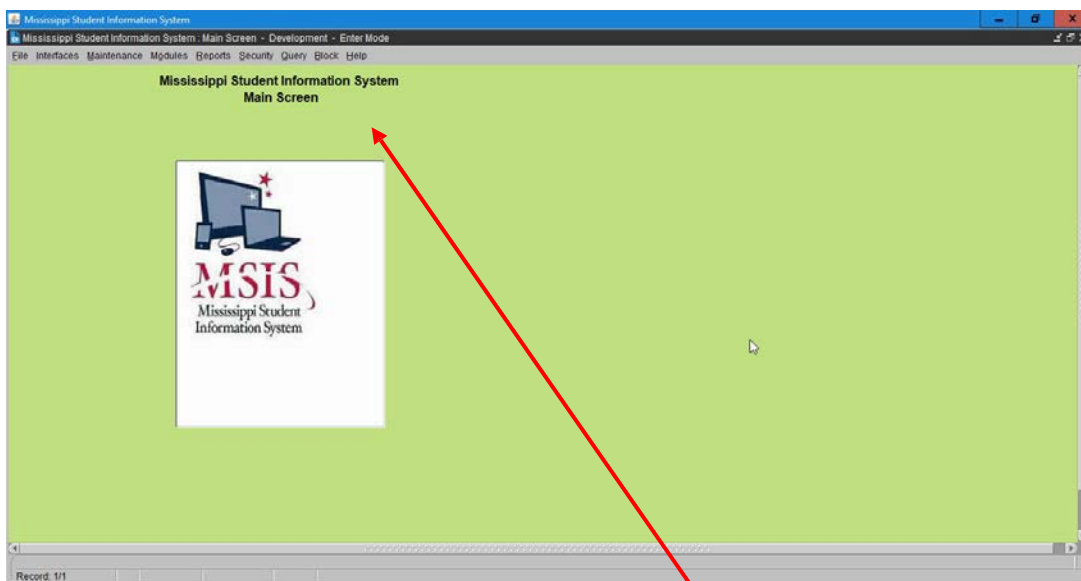 Mississippi Student Information System
Mississippi Student Information System : Main Screen - Development - Enter Mode
File Interfaces Maintenance Modules Reports Security Query Block Help
Mississippi Student Information System
Main Screen
MSIS
Mississippi Student
Information System
Record: 1/1